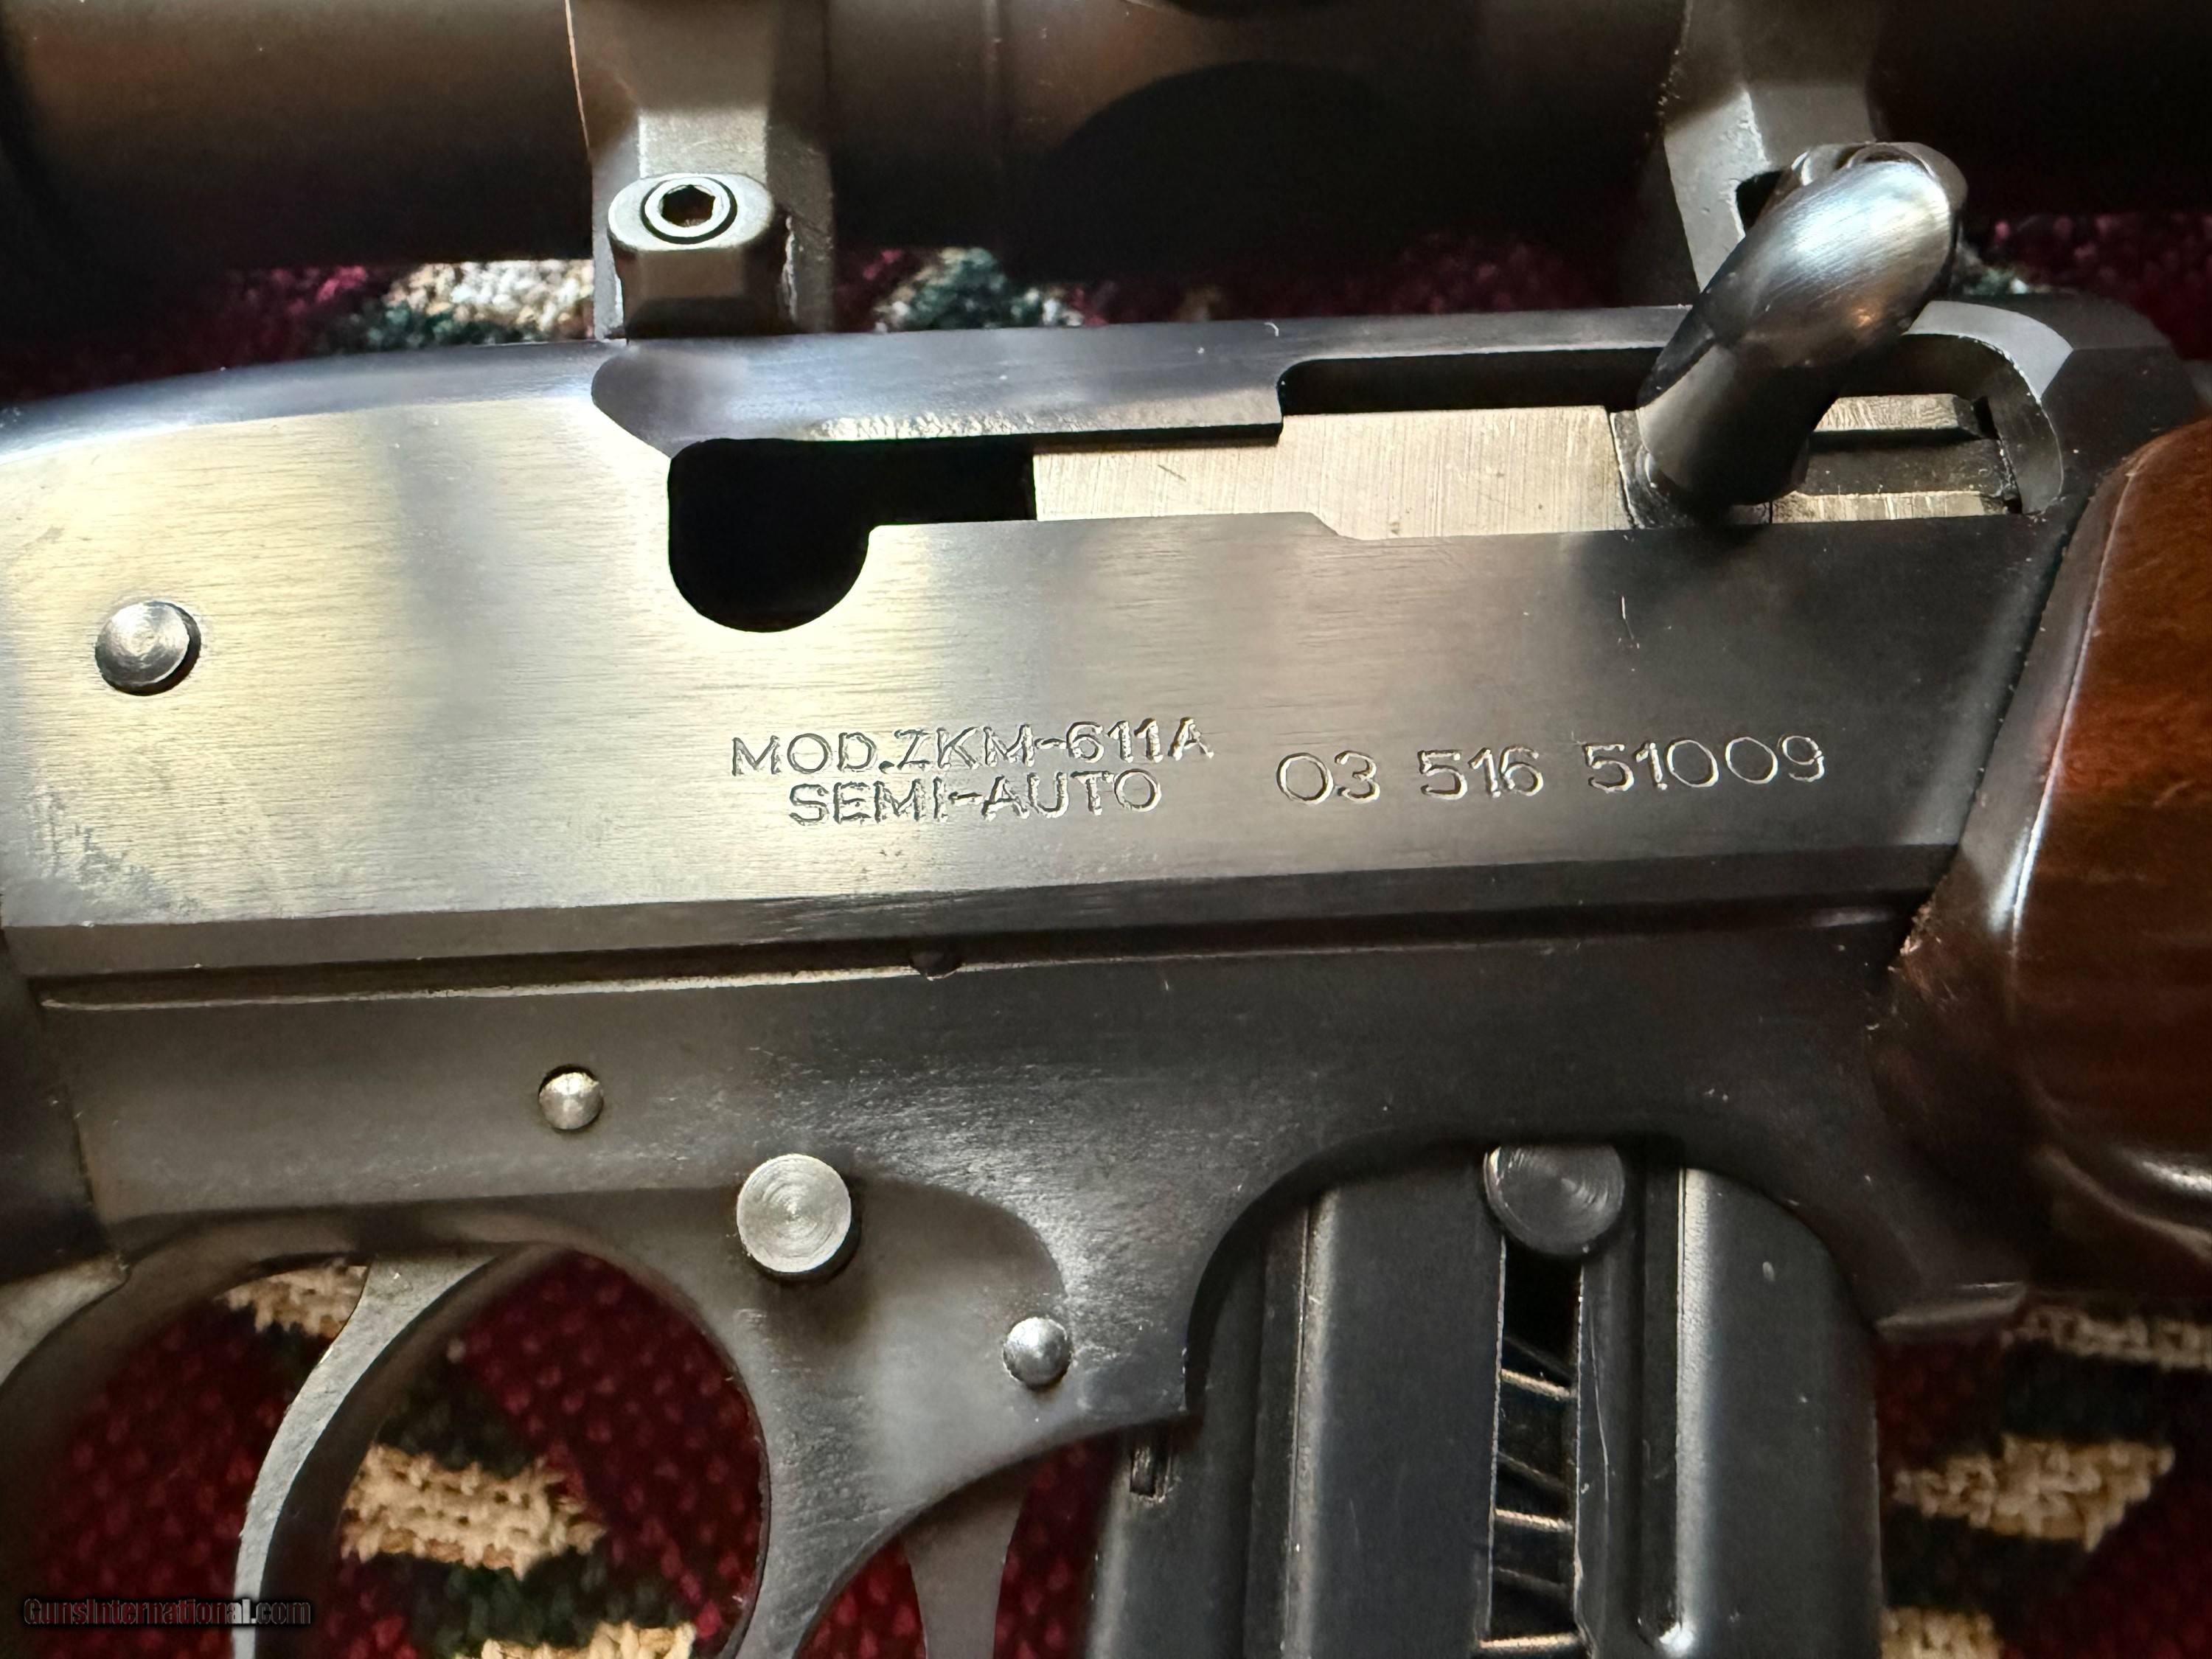 MOD.ZKM-611A
SEMI-AUTO
03 516 51009
GunsInternational.com